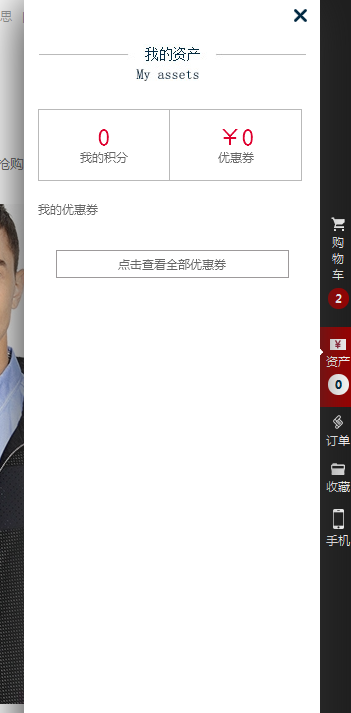 思
抢购
我的资产
My assets
0
我的积分
￥0
优惠券
我的优惠券
点击查看全部优惠券
购
物
车
2
¥
资产
0
订单
收藏
手机